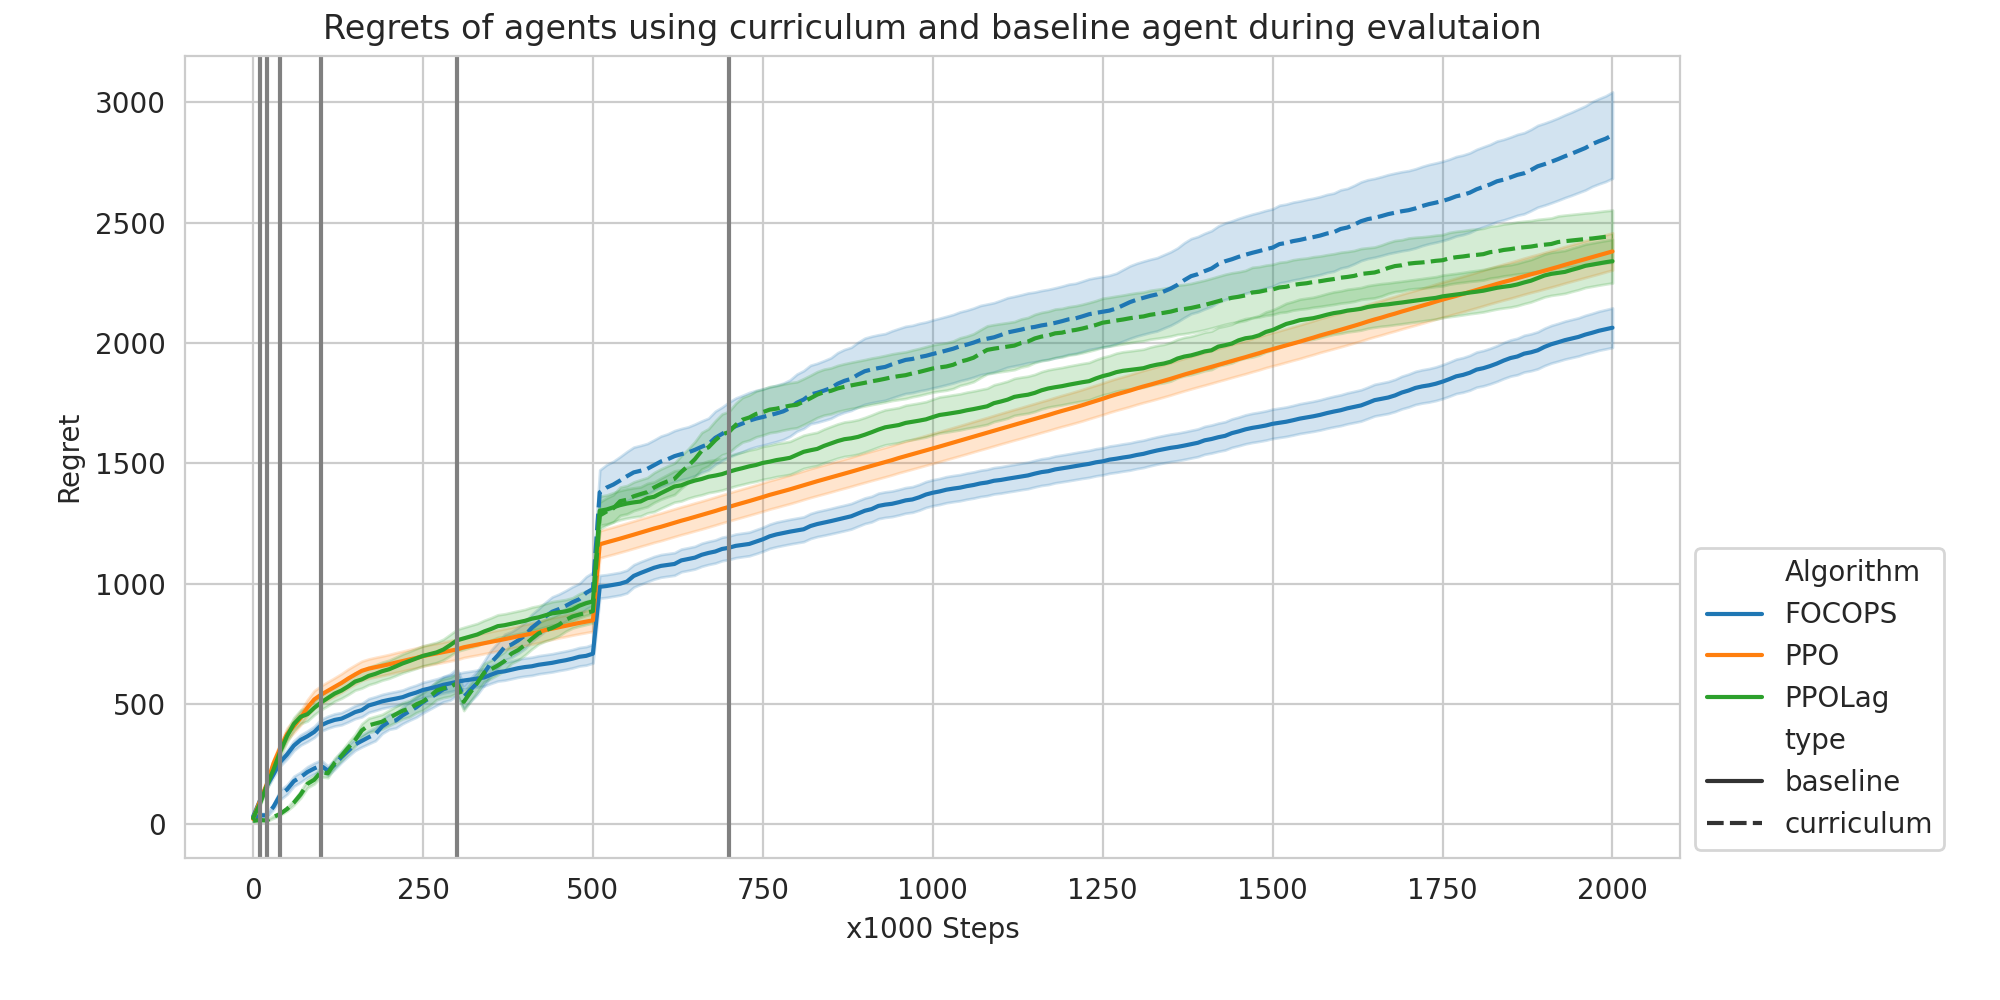 Regrets of agents using curriculum and baseline agent during evalutaion
3000
2500
2000
1500
1000
500
0
Regret
0 250 500 750 1000 1250 1500 1750 2000
x1000 Steps
Algorithm
FOCOPS
PPO
PPOLag
type
baseline
curriculum